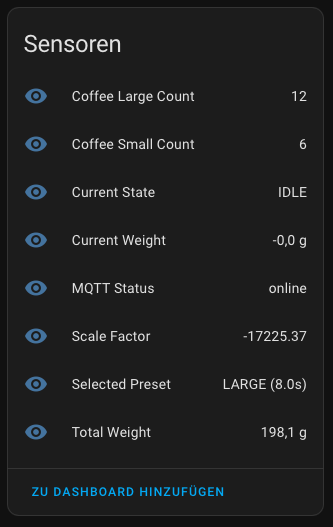 Sensoren
Coffee Large Count 12
Coffee Small Count 6
Current State IDLE
Current Weight -0,0 g
MQTT Status online
Scale Factor -17225.37
Selected Preset LARGE (8.0s)
Total Weight 198,1 g
ZU DASHBOARD HINZUFÜGEN